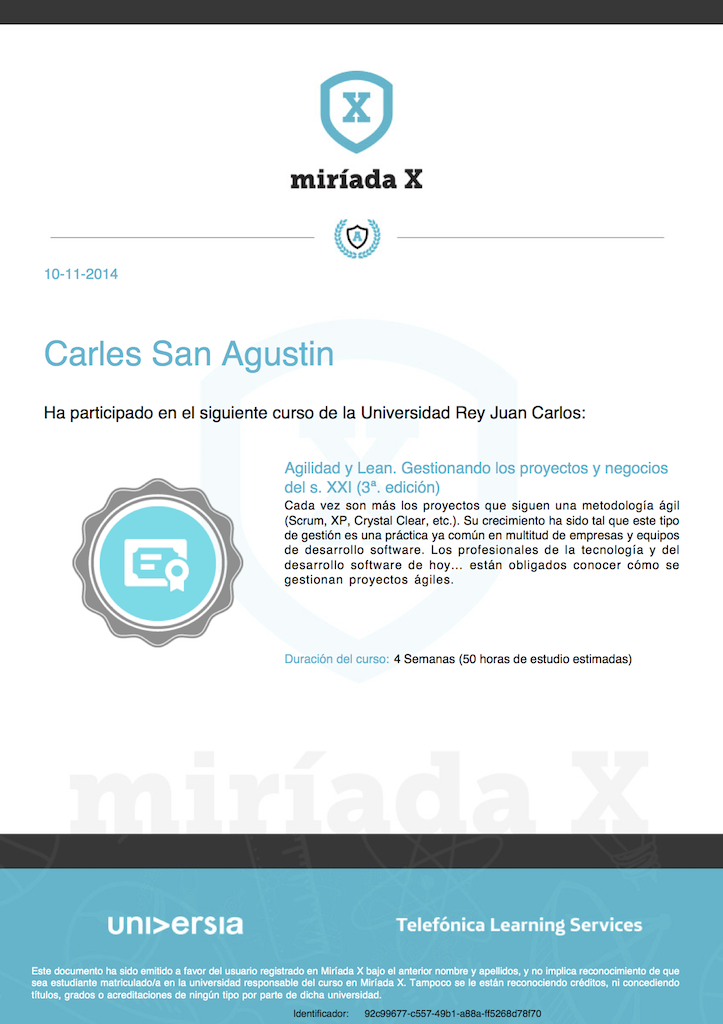 X
miríada X
A
10-11-2014
Carles San Agustin
Ha participado en el siguiente curso de la Universidad Rey Juan Carlos:
Agilidad y Lean. Gestionando los proyectos y negocios
del s. XXI (3ª. edición)
Cada vez son más los proyectos que siguen una metodología ágil
(Scrum, XP, Crystal Clear, etc.). Su crecimiento ha sido tal que este tipo
de gestión es una práctica ya común en multitud de empresas y equipos
de desarrollo software. Los profesionales de la tecnología y del
desarrollo software de hoy... están obligados conocer cómo se
gestionan proyectos ágiles.
Duración del curso: 4 Semanas (50 horas de estudio estimadas)
miríada X
universia
Telefónica Learning Services
Este documento ha sido emitido a favor del usuario registrado en Miríada X bajo el anterior nombre y apellidos, y no implica reconocimiento de que
sea estudiante matriculado/a en la universidad responsable del curso en Miríada X. Tampoco se le están reconociendo créditos, ni concediendo
títulos, grados o acreditaciones de ningún tipo por parte de dicha universidad.
Identificador: 92c99677-c557-49b1-a88a-ff5268d78f70